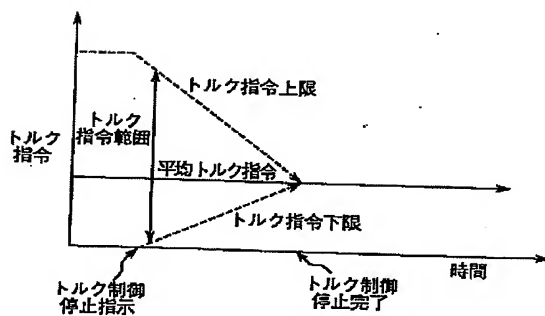 トルク指令上限
トルク
指令範囲
トルク
指令
平均トルク指令
トルク指令下限
時間
トルク制御
停止指示
トルク制御
停止完了